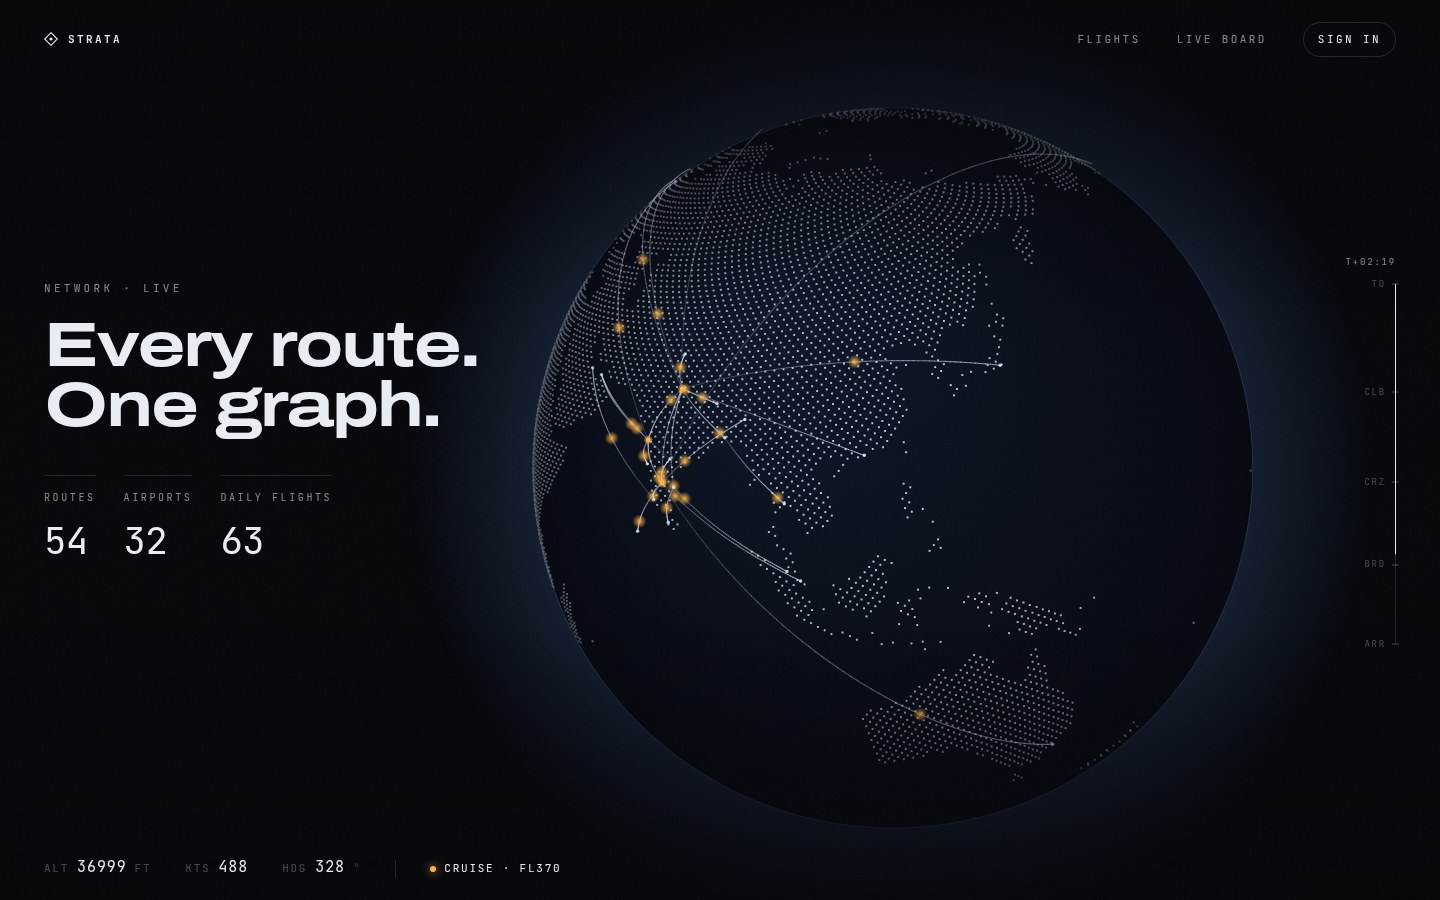 STRATA
FLIGHTS LIVE BOARD SIGN IN
T+02:19
TO
CLB
CRZ
BRD
ARR
NETWORK · LIVE
Every route.
One graph.
ROUTES AIRPORTS DAILY FLIGHTS
54 32 63
ALT 36999 FT KTS 488 HDG 328 ° CRUISE · FL370